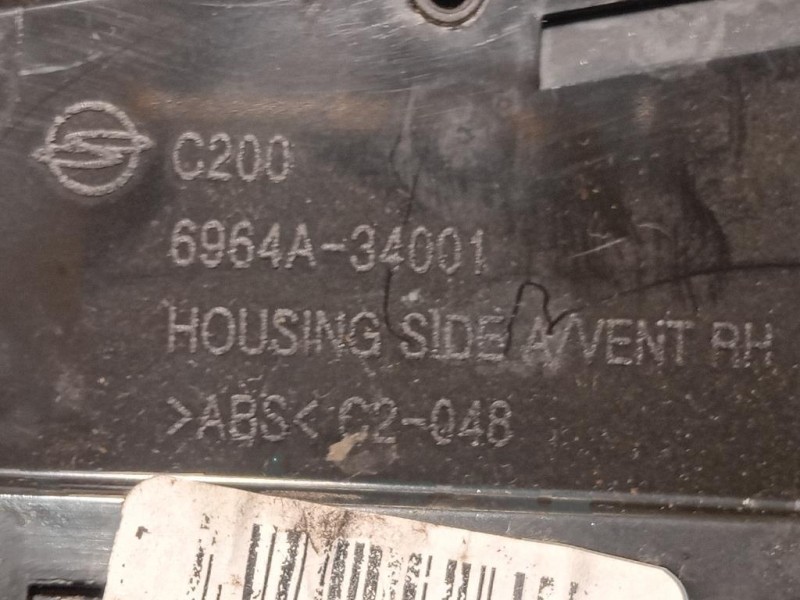 C200
6964A-34001
HOUSING SIDE A/VENT RH
>ABS< C2-048